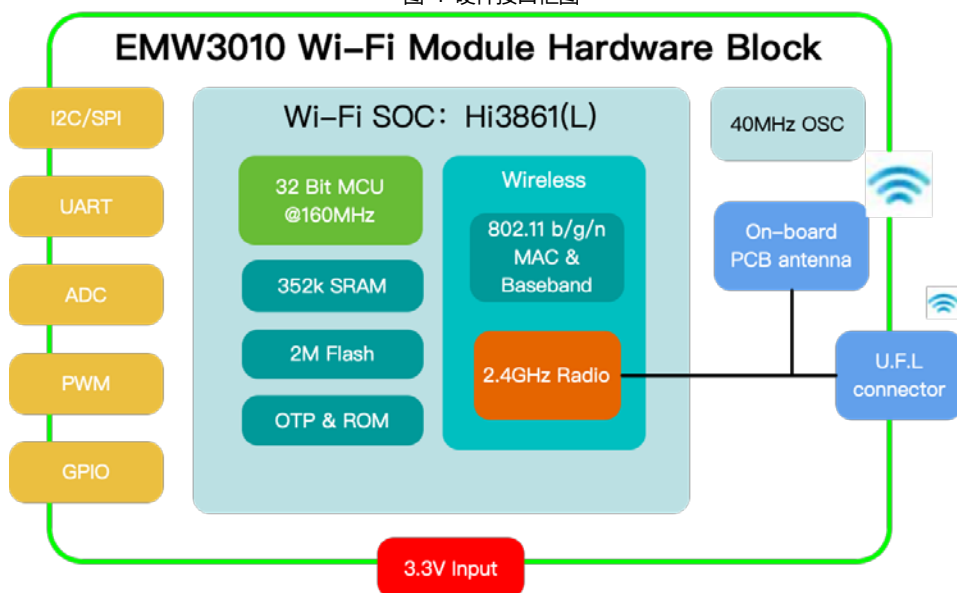 EMW3010 Wi-Fi Module Hardware Block
I2C/SPI
UART
ADC
PWM
GPIO
Wi-Fi SOC：Hi3861(L)
32 Bit MCU
@160MHz
352k SRAM
2M Flash
OTP & ROM
Wireless
802.11 b/g/n
MAC &
Baseband
2.4GHz Radio
40MHz OSC
On-board
PCB antenna
U.F.L
connector
3.3V Input